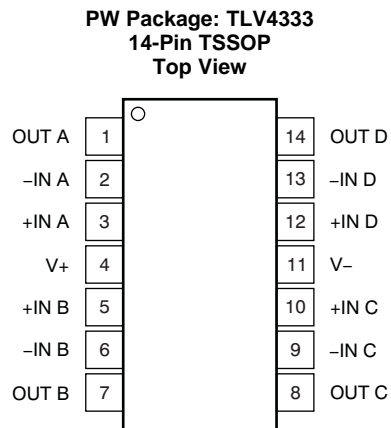 PW Package: TLV4333
14-Pin TSSOP
Top View
OUT A 1 14 OUT D
−IN A 2 13 −IN D
+IN A 3 12 +IN D
V+ 4 11 V−
+IN B 5 10 +IN C
−IN B 6 9 −IN C
OUT B 7 8 OUT C